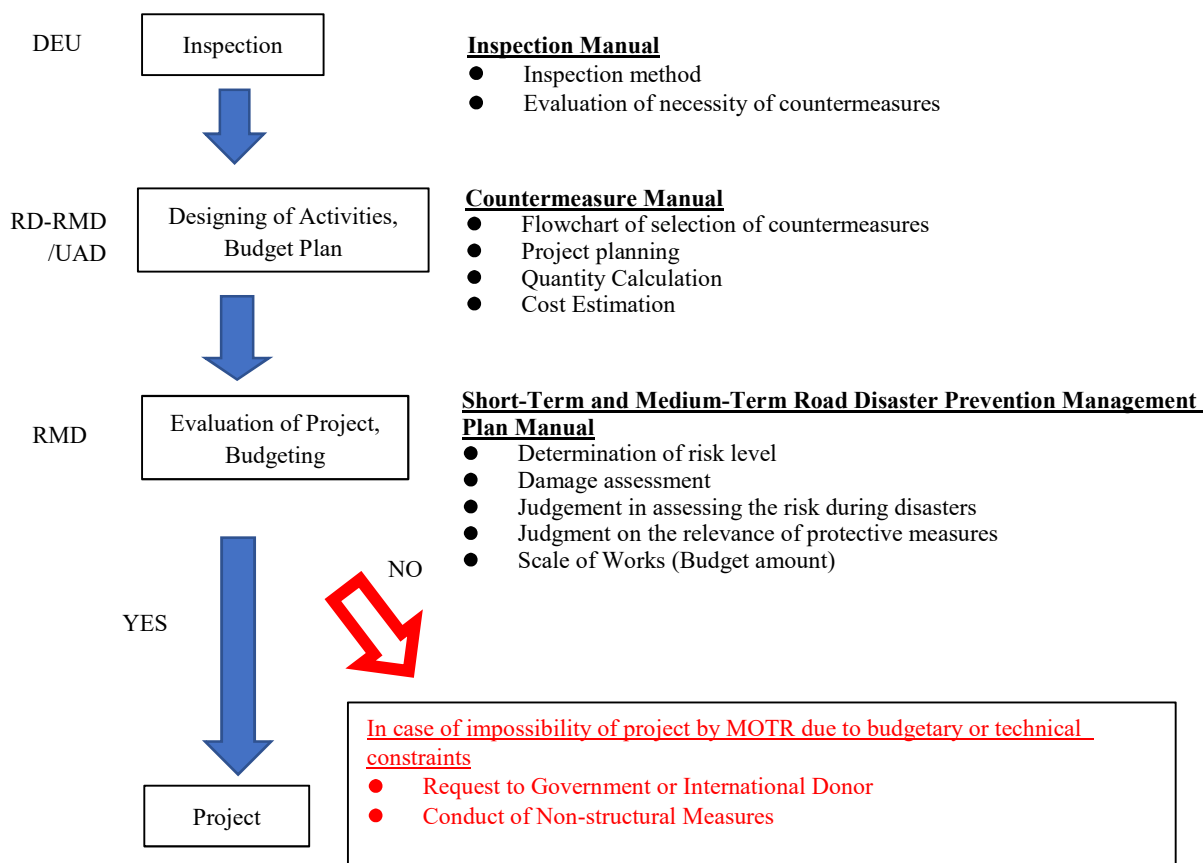 DEU
Inspection
Inspection Manual
● Inspection method
● Evaluation of necessity of countermeasures
RD-RMD
/UAD
Designing of Activities,
Budget Plan
Countermeasure Manual
● Flowchart of selection of countermeasures
● Project planning
● Quantity Calculation
● Cost Estimation
RMD
Evaluation of Project,
Budgeting
Short-Term and Medium-Term Road Disaster Prevention Management
Plan Manual
● Determination of risk level
● Damage assessment
● Judgement in assessing the risk during disasters
● Judgment on the relevance of protective measures
● Scale of Works (Budget amount)
NO
YES
In case of impossibility of project by MOTR due to budgetary or technical
constraints
● Request to Government or International Donor
● Conduct of Non-structural Measures
Project